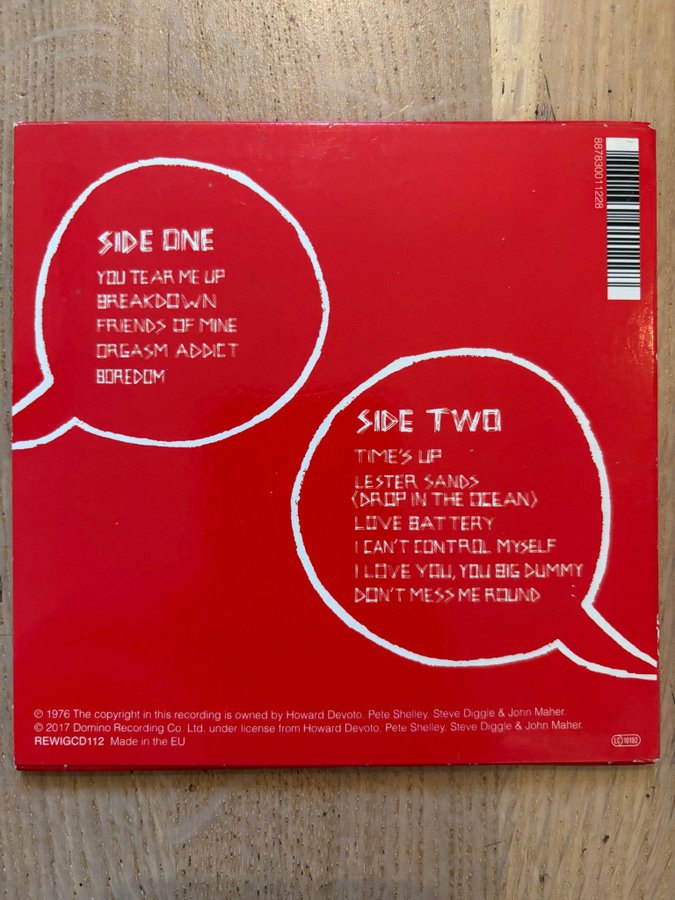 887830011228
SIDE ONE
YOU TEAR ME UP
BREAKDOWN
FRIENDS OF MINE
ORGASM ADDICT
BOREDOM
SIDE TWO
TIME'S UP
LESTER SANDS
(DROP IN THE OCEAN)
LOVE BATTERY
I CAN'T CONTROL MYSELF
I LOVE YOU, YOU BIG DUMMY
DON'T MESS ME ROUND
℗ 1976 The copyright in this recording is owned by Howard Devoto, Pete Shelley, Steve Diggle & John Maher.
© 2017 Domino Recording Co. Ltd. under license from Howard Devoto, Pete Shelley, Steve Diggle & John Maher.
REWIGCD112 Made in the EU
LC 10192